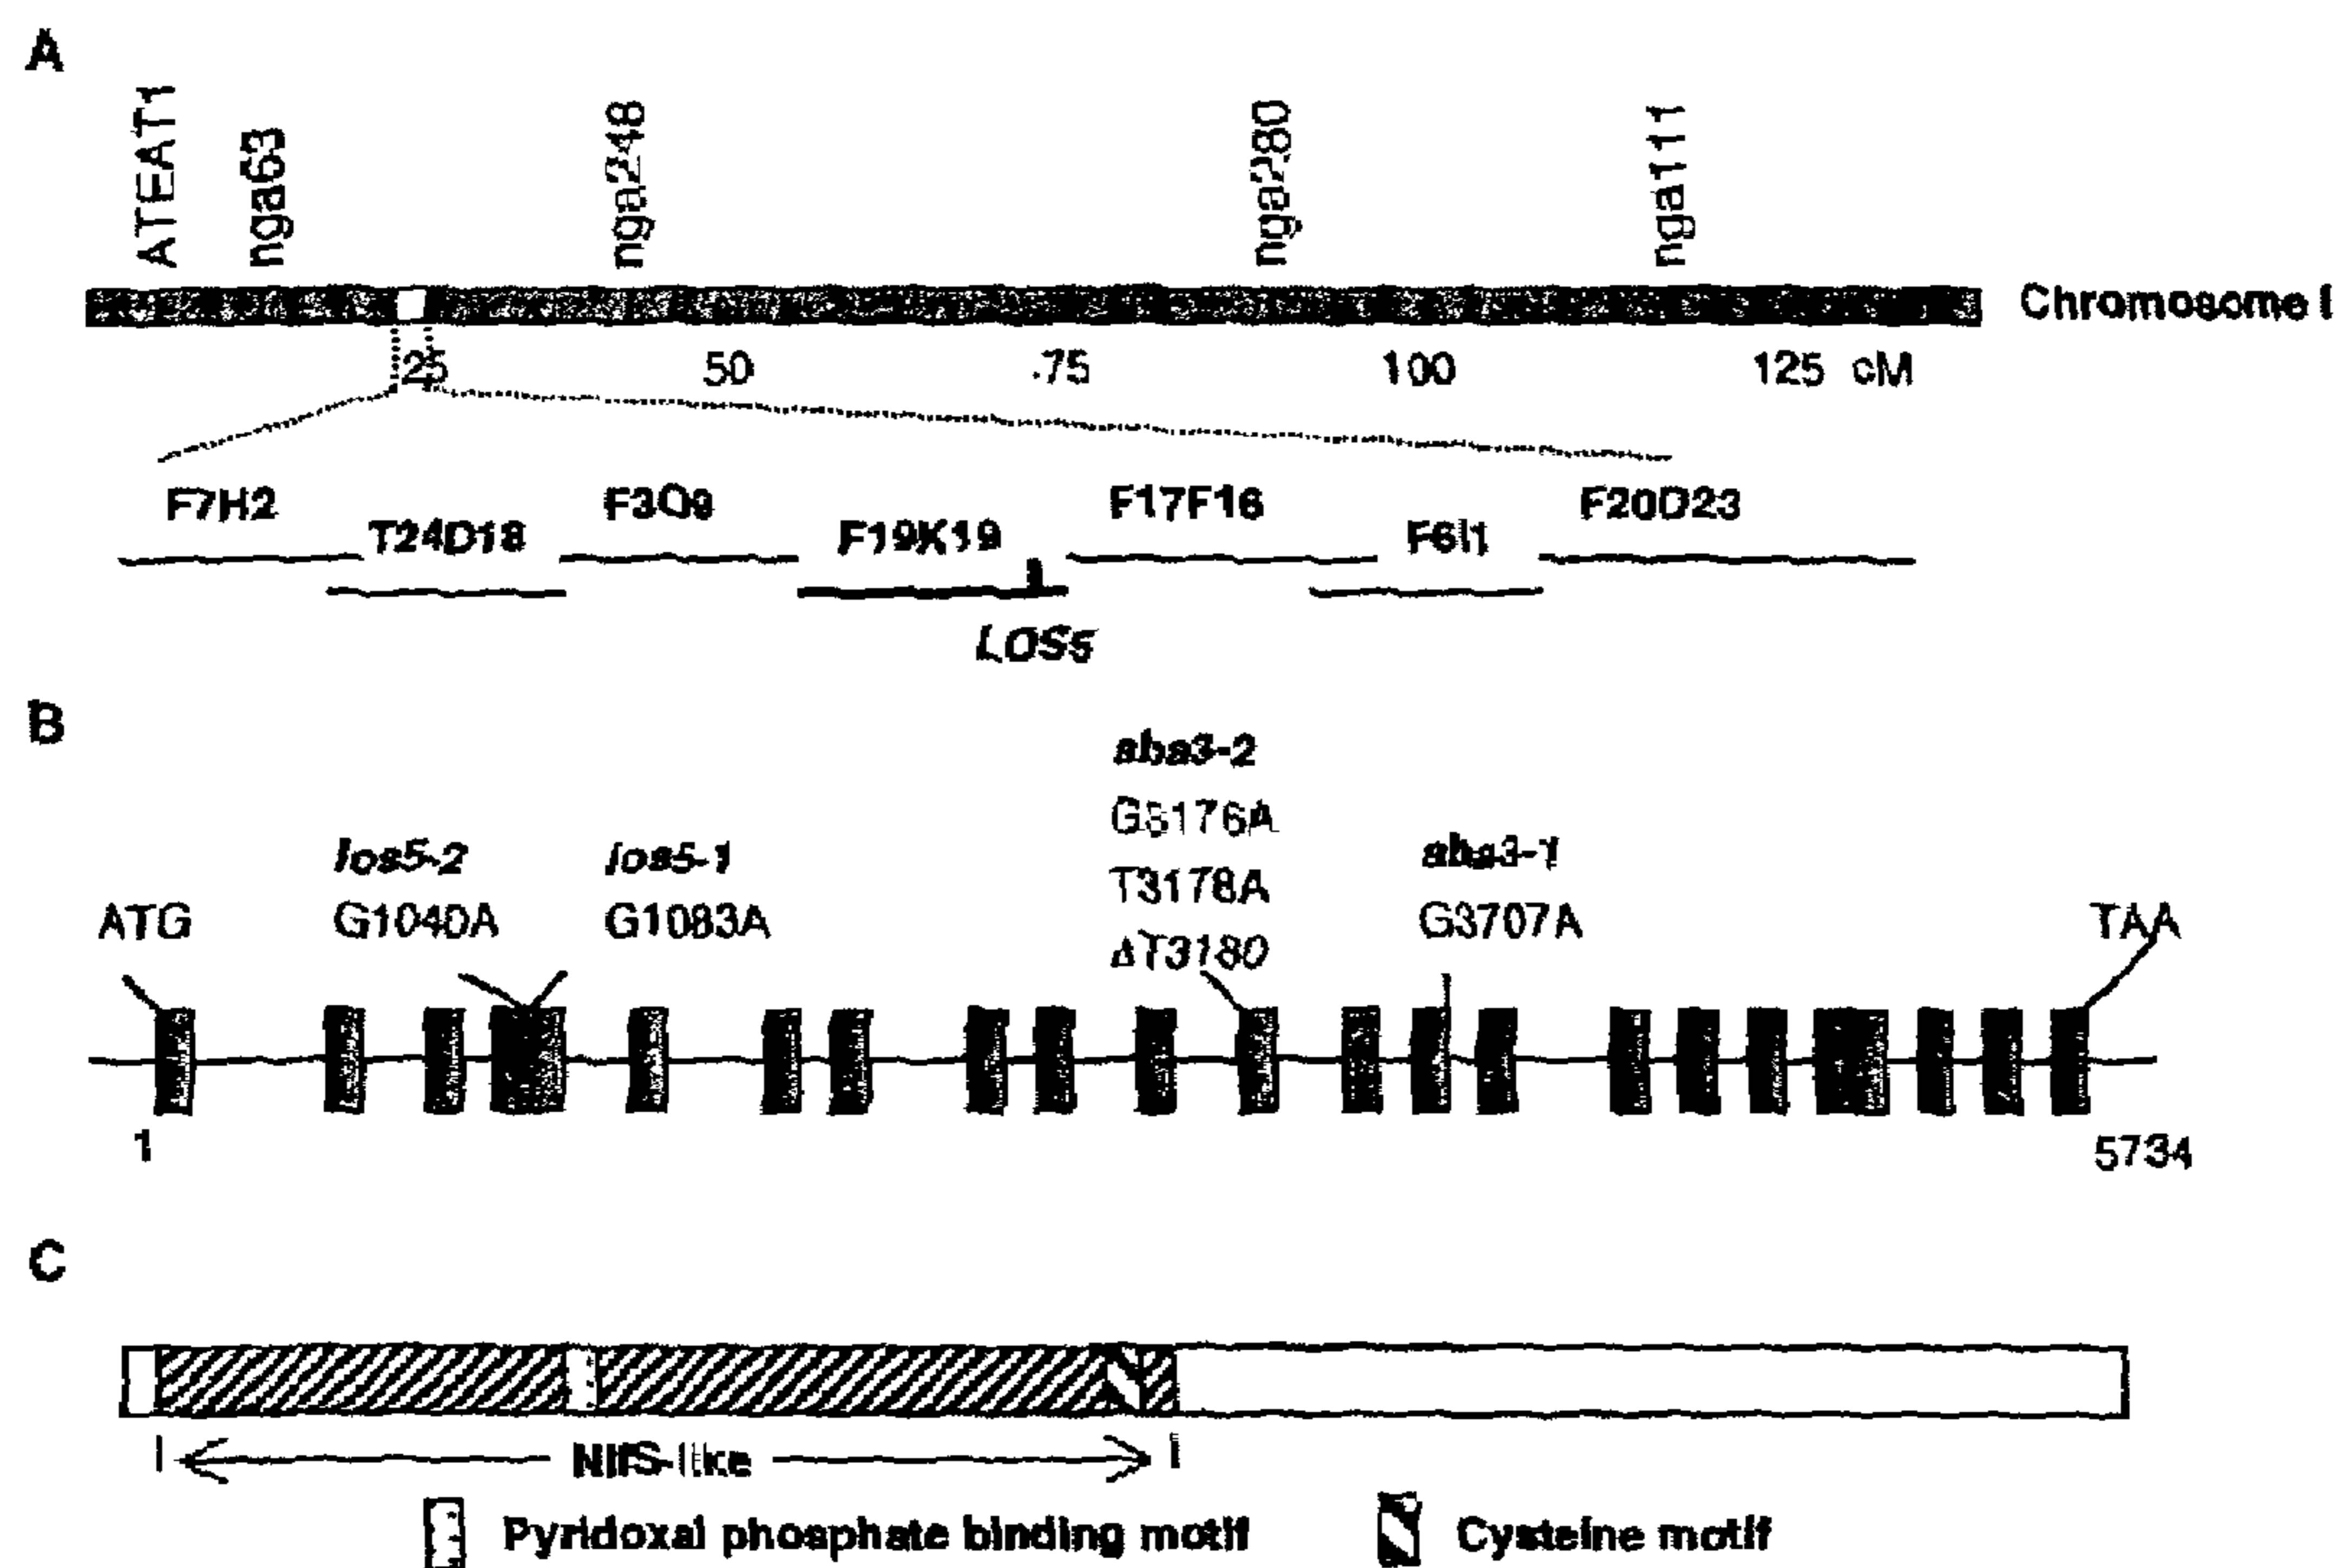 A
ATEAT1
nga63
nga248
nga280
nga111
Chromosome I
25 50 75 100 125 cM
F7H2 T24D18 F3O9 F19K19 F17F16 F6I1 F20D23
LOS5
B
aba3-2
G3176A
T3178A
ΔT3180
los5-2
G1040A
los5-1
G1083A
aba3-1
G3707A
ATG
TAA
1
5734
C
NifS-like
Pyridoxal phosphate binding motif
Cysteine motif